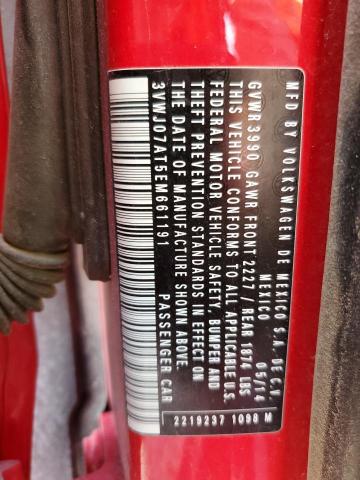 MFD BY VOLKSWAGEN DE MEXICO S.A. DE C.V.
MEXICO 05/14
GVWR 3990 GAWR FRONT 2227 / REAR 1874 LBS
THIS VEHICLE CONFORMS TO ALL APPLICABLE U.S.
FEDERAL MOTOR VEHICLE SAFETY, BUMPER AND
THEFT PREVENTION STANDARDS IN EFFECT ON
THE DATE OF MANUFACTURE SHOWN ABOVE.
3VWJ07AT5EM661191 PASSENGER CAR
2219237 1098 M